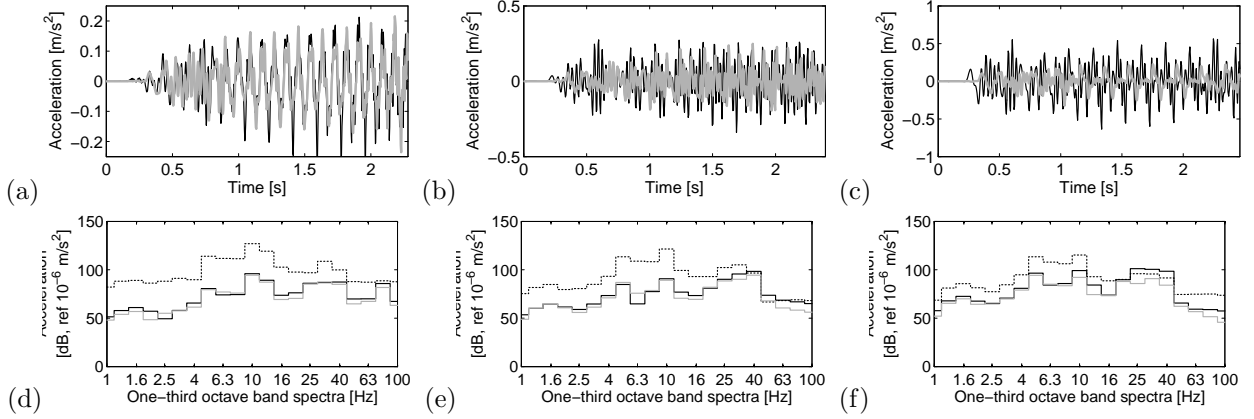 Acceleration [m/s²]
0.2
0.1
0
−0.1
−0.2
0 0.5 1 1.5 2
Time [s]
(a)
Acceleration [m/s²]
0.5
0
−0.5
0 0.5 1 1.5 2
Time [s]
(b)
Acceleration [m/s²]
1
0.5
0
−0.5
−1
0 0.5 1 1.5 2
Time [s]
(c)
Acceleration
[dB, ref 10⁻⁶ m/s²]
150
100
50
0
1 1.6 2.5 4 6.3 10 16 25 40 63 100
One−third octave band spectra [Hz]
(d)
Acceleration
[dB, ref 10⁻⁶ m/s²]
150
100
50
0
1 1.6 2.5 4 6.3 10 16 25 40 63 100
One−third octave band spectra [Hz]
(e)
Acceleration
[dB, ref 10⁻⁶ m/s²]
150
100
50
0
1 1.6 2.5 4 6.3 10 16 25 40 63 100
One−third octave band spectra [Hz]
(f)